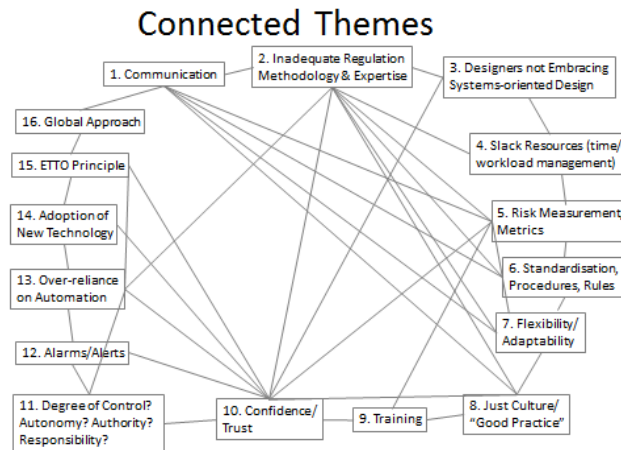 Connected Themes
1. Communication
2. Inadequate Regulation
Methodology & Expertise
3. Designers not Embracing
Systems-oriented Design
16. Global Approach
4. Slack Resources (time/
workload management)
15. ETTO Principle
14. Adoption of
New Technology
5. Risk Measurement,
Metrics
13. Over-reliance
on Automation
6. Standardisation,
Procedures, Rules
7. Flexibility/
Adaptability
12. Alarms/Alerts
11. Degree of Control?
Autonomy? Authority?
Responsibility?
10. Confidence/
Trust
9. Training
8. Just Culture/
“Good Practice”